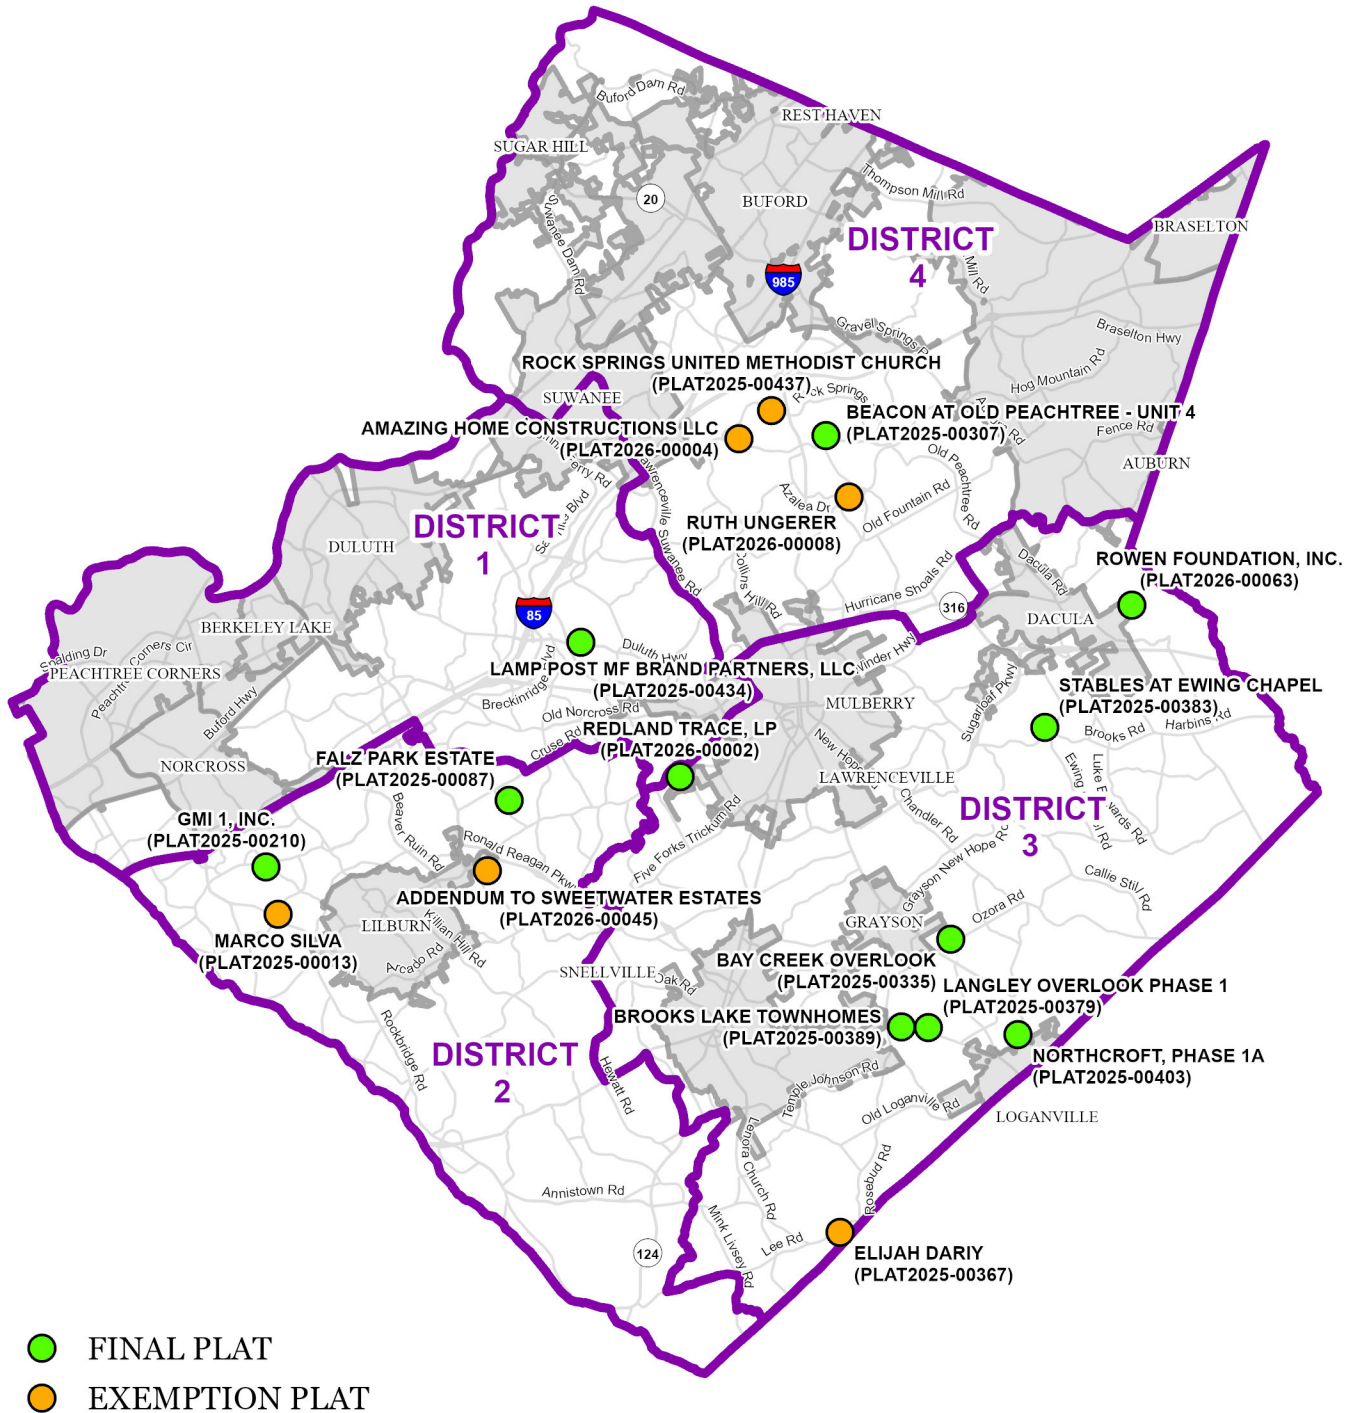 Buford Dam Rd
REST HAVEN
SUGAR HILL
Thompson Mill Rd
20
BUFORD
Suwanee Dam Rd
BRASELTON
DISTRICT
4
985
Mill Rd
Gravel Springs R
Braselton Hwy
Hog Mountain Rd
ROCK SPRINGS UNITED METHODIST CHURCH
(PLAT2025-00437)
ck Springs
SUWANEE
BEACON AT OLD PEACHTREE - UNIT 4
(PLAT2025-00307)
Fence Rd
AMAZING HOME CONSTRUCTIONS LLC
(PLAT2026-00004)
AUBURN
Old Peachtree Rd
Lawrenceville Suwanee Rd
Azalea Dr
Old Fountain Rd
DISTRICT
1
RUTH UNGERER
(PLAT2026-00008)
DULUTH
ROWEN FOUNDATION, INC.
(PLAT2026-00063)
Dacula Rd
Collins Hill Rd
Hurricane Shoals Rd
316
85
DACULA
BERKELEY LAKE
Spalding Dr
PEACHTREE CORNERS
Peachtr
Corners Cir
Duluth Hwy
LAMP POST MF BRAND PARTNERS, LLC.
(PLAT2025-00434)
Winder Hwy
Breckinridge Blvd
Sugarloaf Pkwy
STABLES AT EWING CHAPEL
(PLAT2025-00383)
Buford Hwy
Old Norcross Rd
MULBERRY
Brooks Rd
Harbins Rd
REDLAND TRACE, LP
(PLAT2026-00002)
Cruse Rd
New Hope
FALZ PARK ESTATE
(PLAT2025-00087)
NORCROSS
LAWRENCEVILLE
Ewing
el Rd
Luke E
wards Rd
Chandler Rd
DISTRICT
3
GMI 1, INC.
(PLAT2025-00210)
Beaver Ruin Rd
Ronald Reagan Pkwy
Five Forks Trickum Rd
Grayson New Hope Rd
Callie Still Rd
ADDENDUM TO SWEETWATER ESTATES
(PLAT2026-00045)
Ozora Rd
LILBURN
Killian Hill Rd
GRAYSON
MARCO SILVA
(PLAT2025-00013)
Arcado Rd
BAY CREEK OVERLOOK
(PLAT2025-00335)
SNELLVILLE
Oak Rd
LANGLEY OVERLOOK PHASE 1
(PLAT2025-00379)
BROOKS LAKE TOWNHOMES
(PLAT2025-00389)
Rockbridge Rd
DISTRICT
2
NORTHCROFT, PHASE 1A
(PLAT2025-00403)
Hewatt Rd
Temple Johnson Rd
Old Loganville Rd
LOGANVILLE
Lenora Church Rd
Rosebud Rd
Annistown Rd
Mink Livsey Rd
Lee Rd
124
ELIJAH DARIY
(PLAT2025-00367)
FINAL PLAT
EXEMPTION PLAT